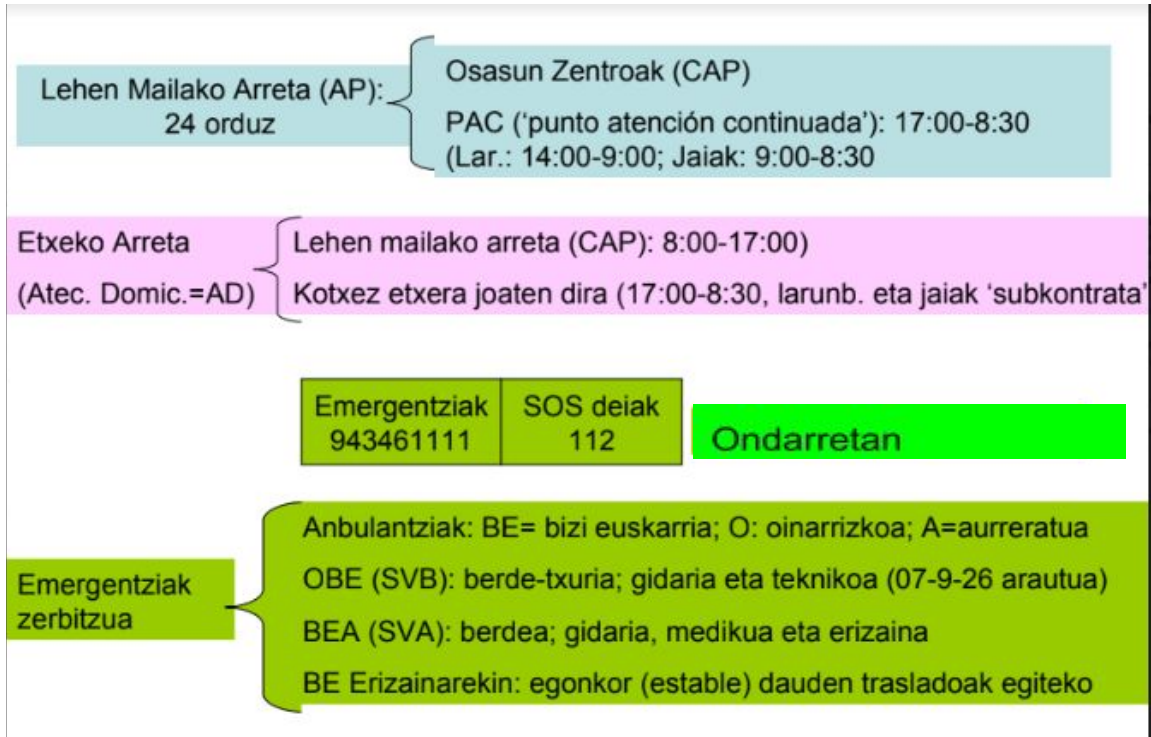 Lehen Mailako Arreta (AP):
24 orduz
Osasun Zentroak (CAP)
PAC (‘punto atención continuada’): 17:00-8:30
(Lar.: 14:00-9:00; Jaiak: 9:00-8:30
Etxeko Arreta
(Atec. Domic.=AD)
Lehen mailako arreta (CAP): 8:00-17:00)
Kotxez etxera joaten dira (17:00-8:30, larunb. eta jaiak ‘subkontrata’
Emergentziak
943461111
SOS deiak
112
Ondarretan
Emergentziak
zerbitzua
Anbulantziak: BE= bizi euskarria; O: oinarrizkoa; A=aurreratua
OBE (SVB): berde-txuria; gidaria eta teknikoa (07-9-26 arautua)
BEA (SVA): berdea; gidaria, medikua eta erizaina
BE Erizainarekin: egonkor (estable) dauden trasladoak egiteko